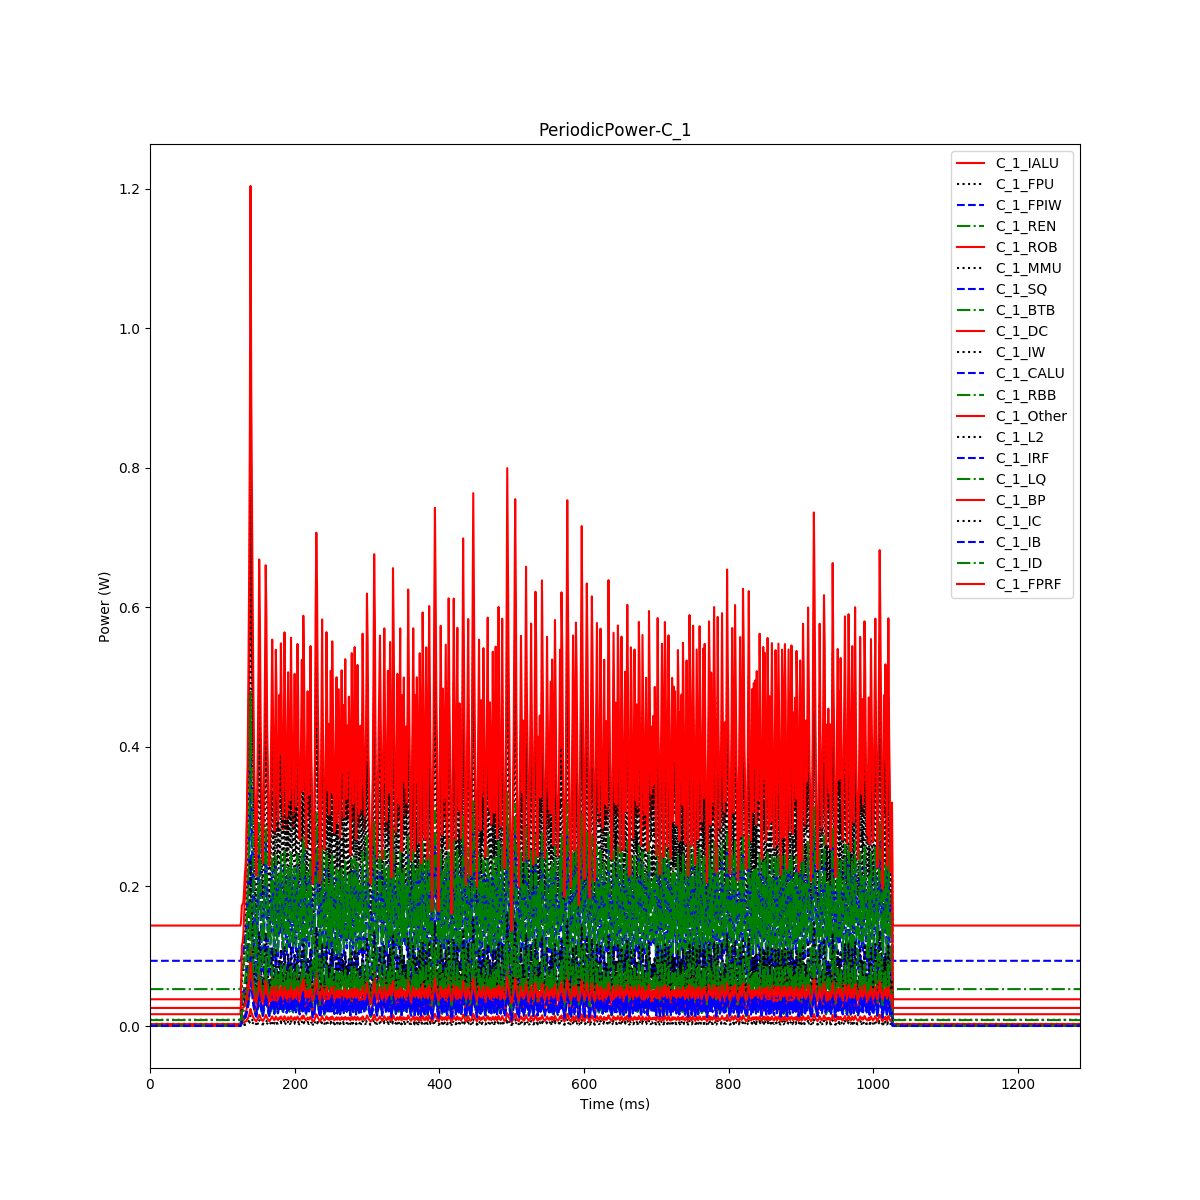 PeriodicPower-C_1
C_1_IALU
C_1_FPU
C_1_FPIW
C_1_REN
C_1_ROB
C_1_MMU
C_1_SQ
C_1_BTB
C_1_DC
C_1_IW
C_1_CALU
C_1_RBB
C_1_Other
C_1_L2
C_1_IRF
C_1_LQ
C_1_BP
C_1_IC
C_1_IB
C_1_ID
C_1_FPRF
1.2
1.0
0.8
0.6
0.4
0.2
0.0
Power (W)
0 200 400 600 800 1000 1200
Time (ms)